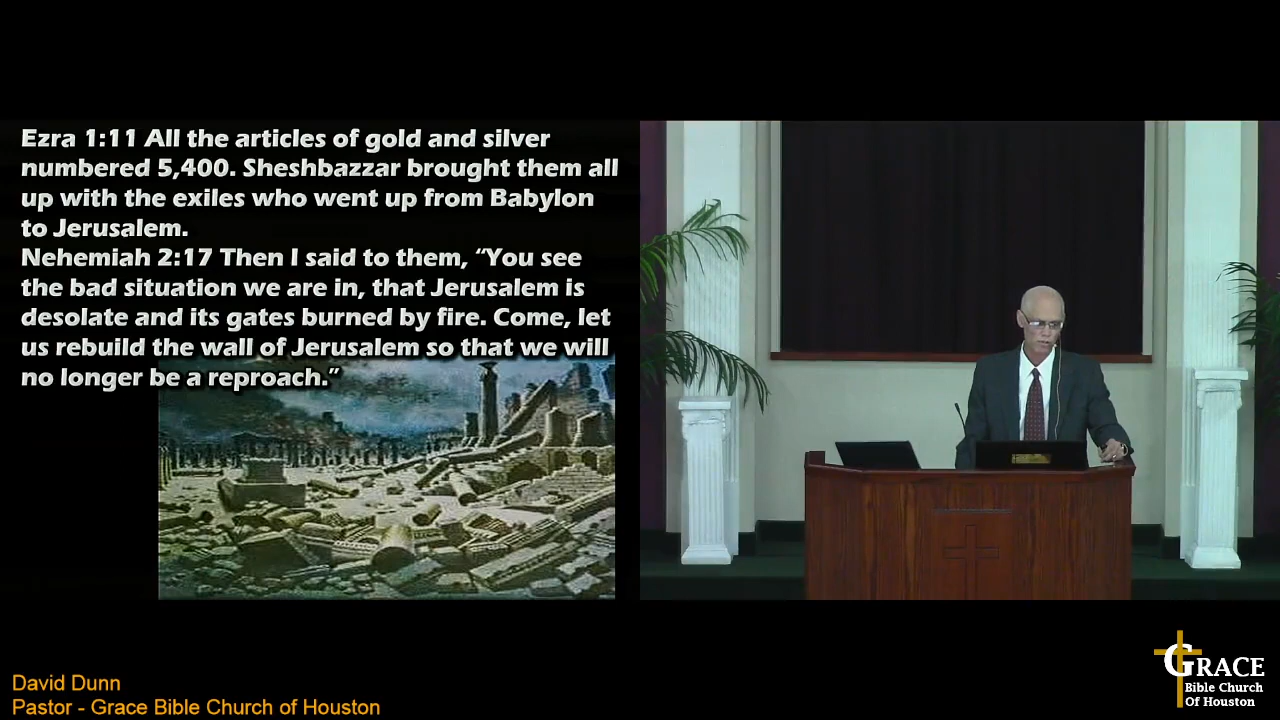 Ezra 1:11 All the articles of gold and silver
numbered 5,400. Sheshbazzar brought them all
up with the exiles who went up from Babylon
to Jerusalem.
Nehemiah 2:17 Then I said to them, “You see
the bad situation we are in, that Jerusalem is
desolate and its gates burned by fire. Come, let
us rebuild the wall of Jerusalem so that we will
no longer be a reproach.”
David Dunn
Pastor - Grace Bible Church of Houston
GRACE
Bible Church
Of Houston